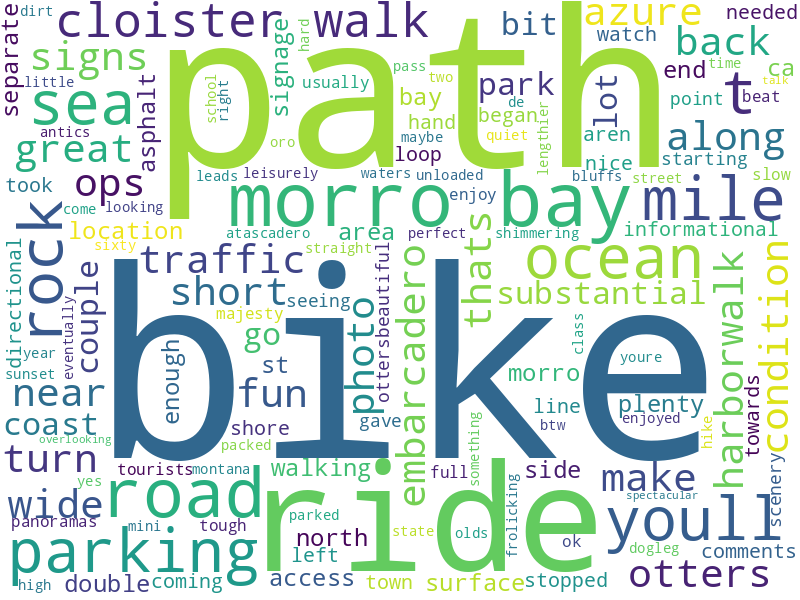 dirt
cloister
walk
path
bit
azure
needed
separate
signs
signage
hard
watch
back
little
sea
asphalt
school
right
usually
pass
two
park
lot
end
time
ca
antics
great
bay
de
began
hand
lengthier
point
t
beat
talk
oro
maybe
quiet
aren
along
took
ops
leads
leisurely
waters
unloaded
loop
nice
starting
bluffs
street
slow
come
looking
rock
morro bay
enjoy
mile
location
atascadero
area
perfect
shimmering
informational
sixty
directional
traffic
straight
beautiful
otters
thats
ocean
eventually
couple
short
seeing
photo
embarcadero
substantial
harborwalk
condition
year
sunset
majesty
go
class
youre
near
bike
enough
st
fun
morro
line
plenty
towards
coast
shore
gave
btw
enjoyed
hike
overlooking
packed
turn
tourists
montana
walking
full
something
side
make
scenery
yes
wide
road
ride
spectacular
panoramas
mini
tough
parked
north
state
olds
frolicking
ok
youll
dogleg
comments
parking
left
high
double
coming
access
town
surface
stopped
otters